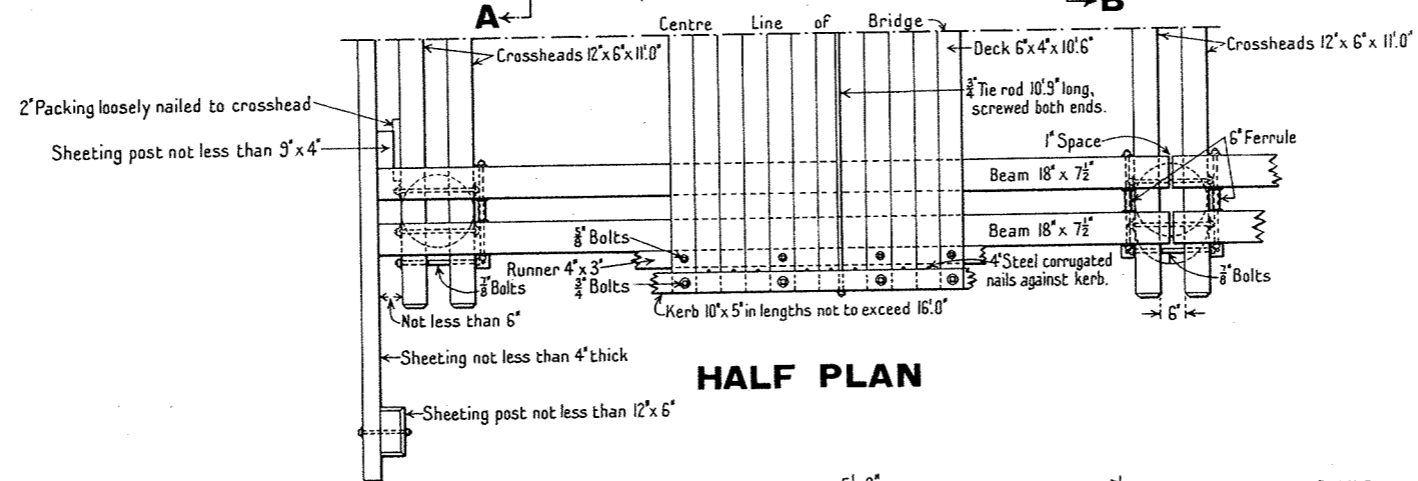 A
B
Centre Line of Bridge
Crossheads 12"x 6"x 11'.0"
Deck 6"x 4"x 10'.6"
Crossheads 12"x 6"x 11'.0"
2" Packing loosely nailed to crosshead
3/4" Tie rod 10'.9" long,
screwed both ends.
Sheeting post not less than 9"x 4"
1" Space
6" Ferrule
Beam 18" x 7 1/2"
Beam 18" x 7 1/2"
5/8" Bolts
Runner 4"x 3"
4" Steel corrugated
nails against kerb.
7/8" Bolts
3/4" Bolts
7/8" Bolts
Not less than 6"
Kerb 10"x 5" in lengths not to exceed 16'.0"
6"
Sheeting not less than 4" thick
HALF PLAN
Sheeting post not less than 12"x 6"